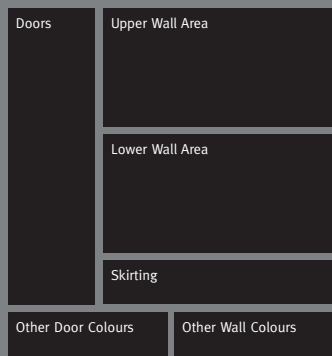 Doors
Upper Wall Area
Lower Wall Area
Skirting
Other Door Colours
Other Wall Colours